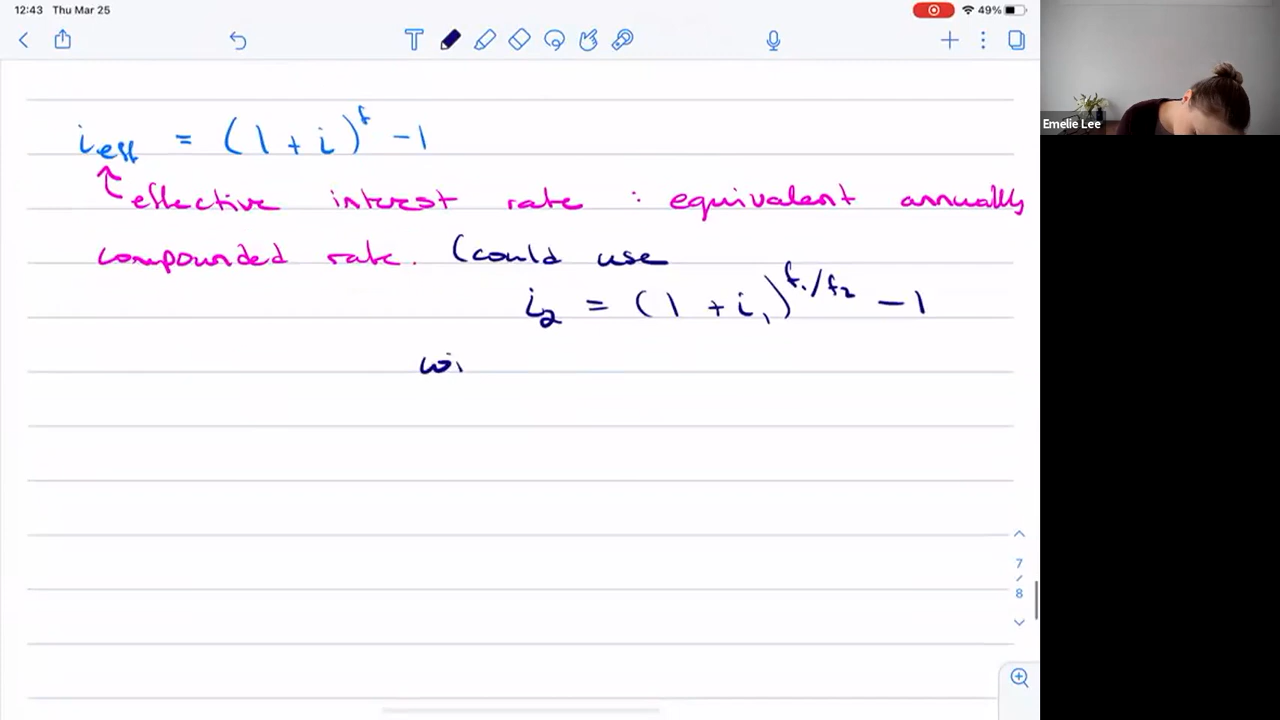 12:43 Thu Mar 25
49%
T
i_eff = (1 + i)^f - 1
effective interest rate : equivalent annually
compounded rate. (could use
i_2 = (1 + i_1)^{f_1/f_2} - 1
wi
Emelie Lee
7
/
8